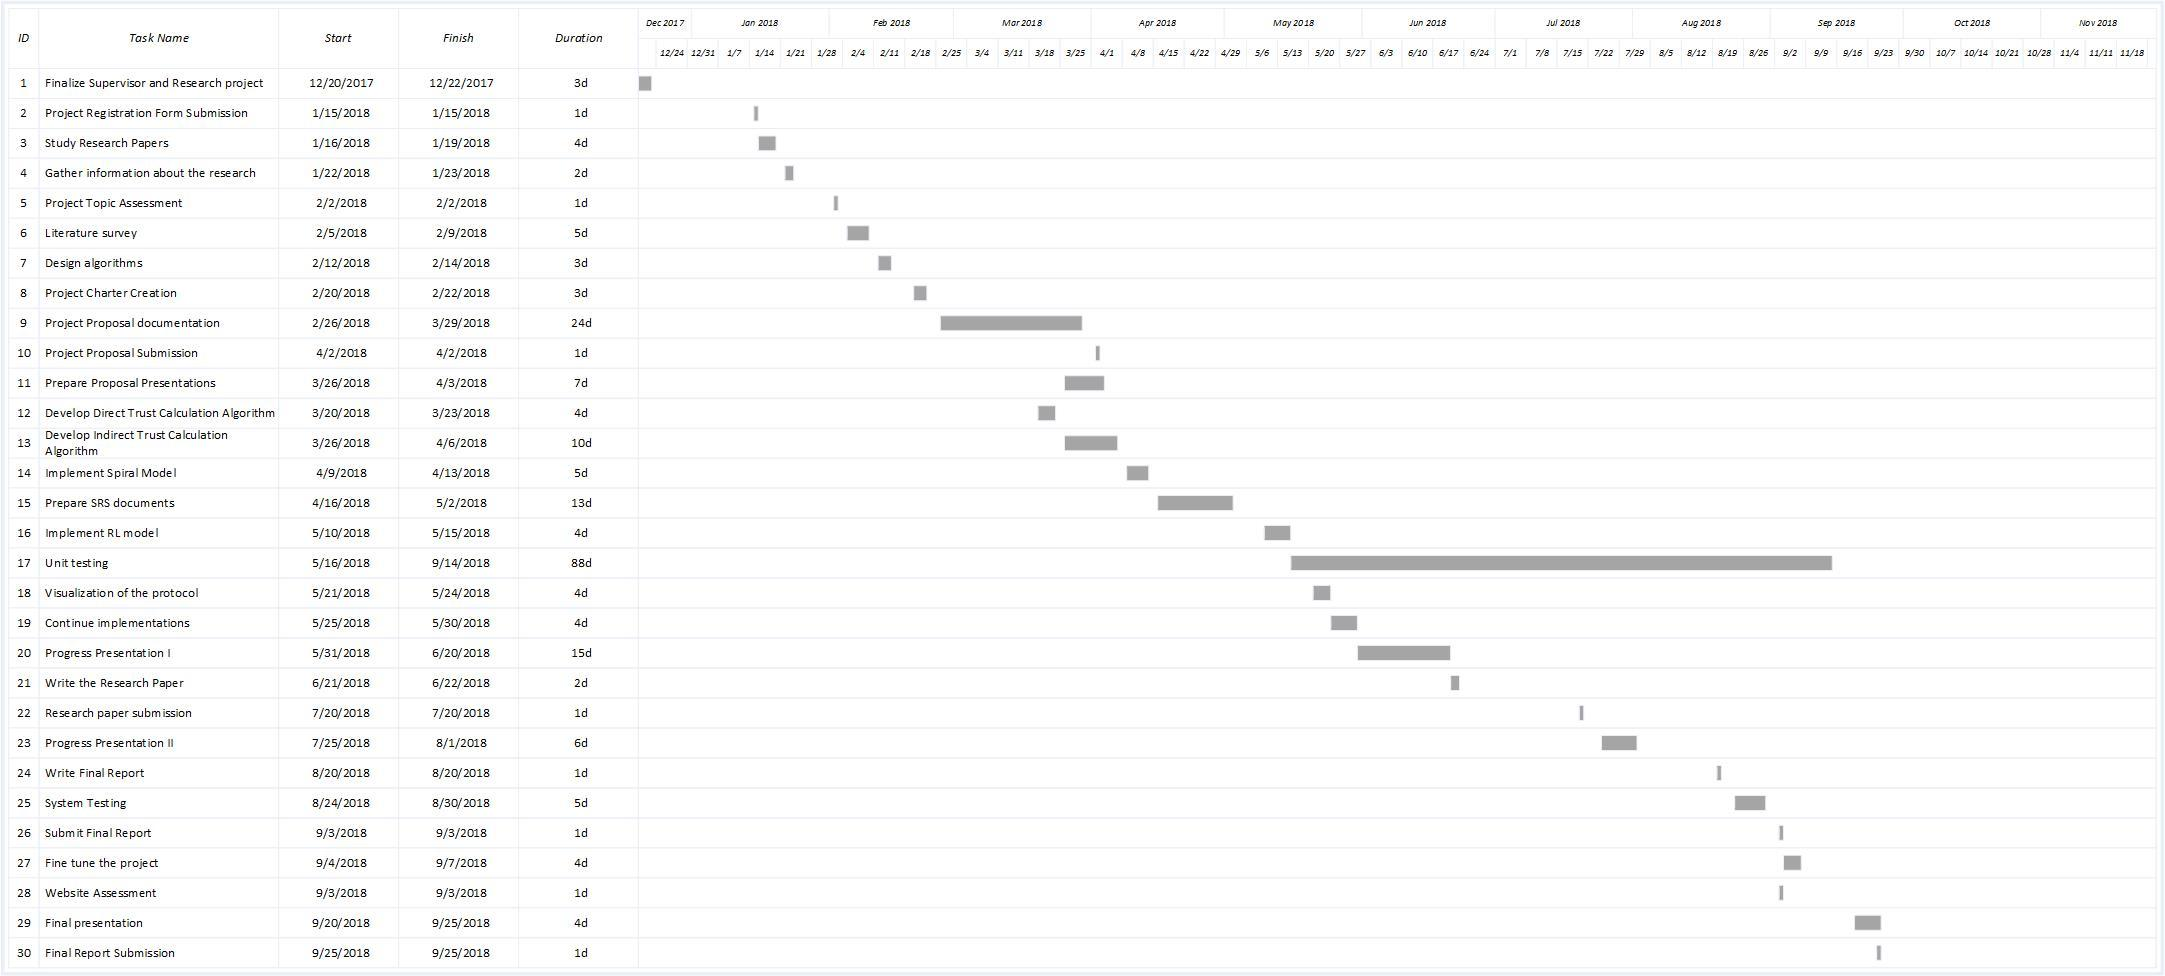 ID Task Name Start Finish Duration
Dec 2017 Jan 2018 Feb 2018 Mar 2018 Apr 2018 May 2018 Jun 2018 Jul 2018 Aug 2018 Sep 2018 Oct 2018 Nov 2018
12/24 12/31 1/7 1/14 1/21 1/28 2/4 2/11 2/18 2/25 3/4 3/11 3/18 3/25 4/1 4/8 4/15 4/22 4/29 5/6 5/13 5/20 5/27 6/3 6/10 6/17 6/24 7/1 7/8 7/15 7/22 7/29 8/5 8/12 8/19 8/26 9/2 9/9 9/16 9/23 9/30 10/7 10/14 10/21 10/28 11/4 11/11 11/18
1 Finalize Supervisor and Research project 12/20/2017 12/22/2017 3d
2 Project Registration Form Submission 1/15/2018 1/15/2018 1d
3 Study Research Papers 1/16/2018 1/19/2018 4d
4 Gather information about the research 1/22/2018 1/23/2018 2d
5 Project Topic Assessment 2/2/2018 2/2/2018 1d
6 Literature survey 2/5/2018 2/9/2018 5d
7 Design algorithms 2/12/2018 2/14/2018 3d
8 Project Charter Creation 2/20/2018 2/22/2018 3d
9 Project Proposal documentation 2/26/2018 3/29/2018 24d
10 Project Proposal Submission 4/2/2018 4/2/2018 1d
11 Prepare Proposal Presentations 3/26/2018 4/3/2018 7d
12 Develop Direct Trust Calculation Algorithm 3/20/2018 3/23/2018 4d
13 Develop Indirect Trust Calculation
Algorithm 3/26/2018 4/6/2018 10d
14 Implement Spiral Model 4/9/2018 4/13/2018 5d
15 Prepare SRS documents 4/16/2018 5/2/2018 13d
16 Implement RL model 5/10/2018 5/15/2018 4d
17 Unit testing 5/16/2018 9/14/2018 88d
18 Visualization of the protocol 5/21/2018 5/24/2018 4d
19 Continue implementations 5/25/2018 5/30/2018 4d
20 Progress Presentation I 5/31/2018 6/20/2018 15d
21 Write the Research Paper 6/21/2018 6/22/2018 2d
22 Research paper submission 7/20/2018 7/20/2018 1d
23 Progress Presentation II 7/25/2018 8/1/2018 6d
24 Write Final Report 8/20/2018 8/20/2018 1d
25 System Testing 8/24/2018 8/30/2018 5d
26 Submit Final Report 9/3/2018 9/3/2018 1d
27 Fine tune the project 9/4/2018 9/7/2018 4d
28 Website Assessment 9/3/2018 9/3/2018 1d
29 Final presentation 9/20/2018 9/25/2018 4d
30 Final Report Submission 9/25/2018 9/25/2018 1d